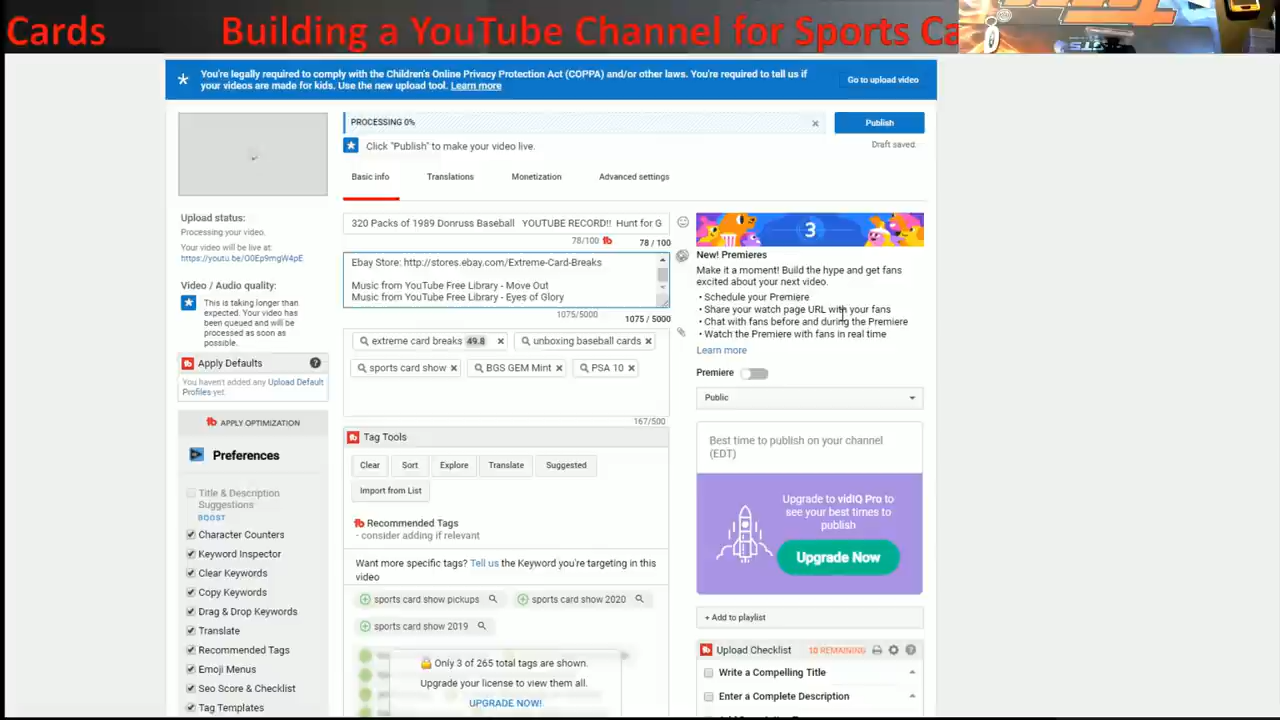 Cards Building a YouTube Channel for Sports Ca
You're legally required to comply with the Children's Online Privacy Protection Act (COPPA) and/or other laws. You're required to tell us if
your videos are made for kids. Use the new upload tool. Learn more
Go to upload video
PROCESSING 0%
Publish
Click "Publish" to make your video live.
Draft saved.
Basic info
Translations
Monetization
Advanced settings
Upload status:
Processing your video.
Your video will be live at:
https://youtu.be/O0Ep9mgW4pE
Video / Audio quality:
This is taking longer than
expected. Your video has
been queued and will be
processed as soon as
possible.
Apply Defaults
You haven't added any Upload Default
Profiles yet.
APPLY OPTIMIZATION
Preferences
Title & Description
Suggestions
BOOST
Character Counters
Keyword Inspector
Clear Keywords
Copy Keywords
Drag & Drop Keywords
Translate
Recommended Tags
Emoji Menus
Seo Score & Checklist
Tag Templates
320 Packs of 1989 Donruss Baseball YOUTUBE RECORD!! Hunt for G
78/100 78 / 100
Ebay Store: http://stores.ebay.com/Extreme-Card-Breaks
Music from YouTube Free Library - Move Out
Music from YouTube Free Library - Eyes of Glory
1075/5000 1075 / 5000
extreme card breaks 49.8
unboxing baseball cards
sports card show
BGS GEM Mint
PSA 10
167/500
Tag Tools
Clear
Sort
Explore
Translate
Suggested
Import from List
Recommended Tags
- consider adding if relevant
Want more specific tags? Tell us the Keyword you're targeting in this
video
sports card show pickups
sports card show 2020
sports card show 2019
Only 3 of 265 total tags are shown.
Upgrade your license to view them all.
UPGRADE NOW!
3
New! Premieres
Make it a moment! Build the hype and get fans
excited about your next video.
• Schedule your Premiere
• Share your watch page URL with your fans
• Chat with fans before and during the Premiere
• Watch the Premiere with fans in real time
Learn more
Premiere
Public
Best time to publish on your channel
(EDT)
Upgrade to vidIQ Pro to
see your best times to
publish
Upgrade Now
+ Add to playlist
Upload Checklist 10 REMAINING
Write a Compelling Title
Enter a Complete Description